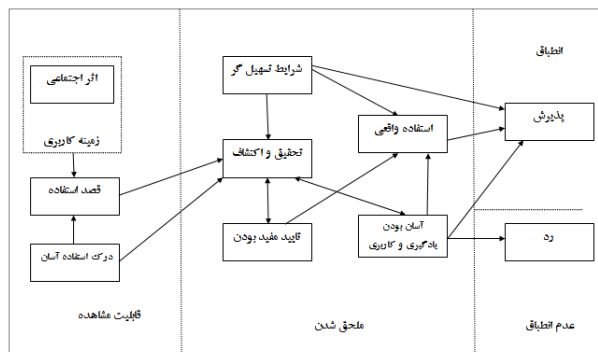 انطباق
شرایط تسهیل گر
اثر اجتماعی
پذیرش
استفاده واقعی
زمینه کاربری
تحقیق و اکتشاف
قصد استفاده
تایید مفید بودن
آسان بودن
یادگیری و کاربری
رد
درک استفاده آسان
قابلیت مشاهده
ملحق شدن
عدم انطباق